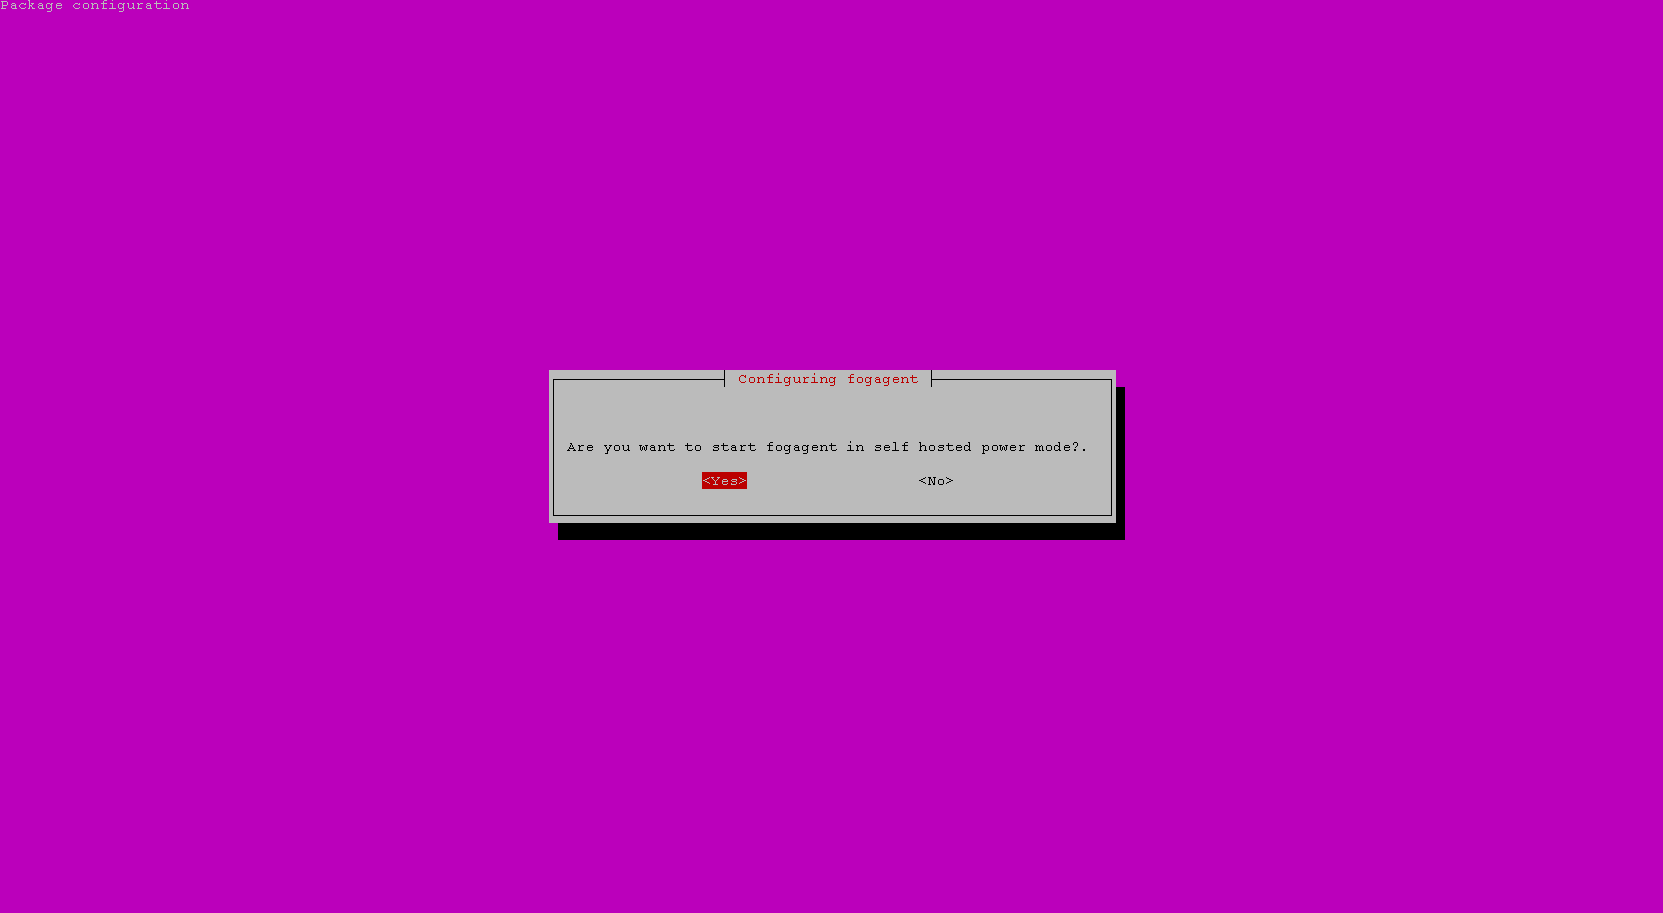 Package configuration
Configuring fogagent
Are you want to start fogagent in self hosted power mode?.
<Yes> <No>